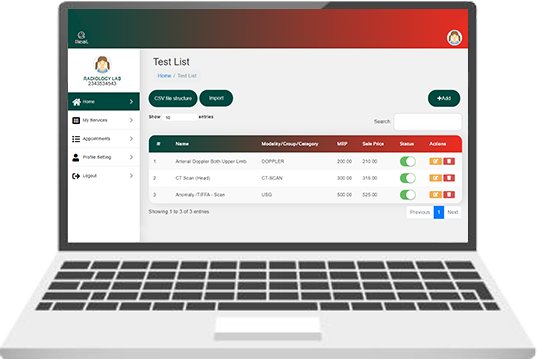 Test List
Home / Test List
RADIOLOGY LAB
2343534543
Home
My Services
Appointments
Profile Setting
Logout
CSV file structure
Import
+Add
Show 10 entries
Search:
# Name Modality/Group/Category MRP Sale Price Status Actions
1 Arterial Doppler Both Upper Limb DOPPLER 200.00 210.00
2 CT Scan (Head) CT-SCAN 300.00 315.00
3 Anomaly /TIFFA - Scan USG 500.00 525.00
Showing 1 to 3 of 3 entries
Previous 1 Next